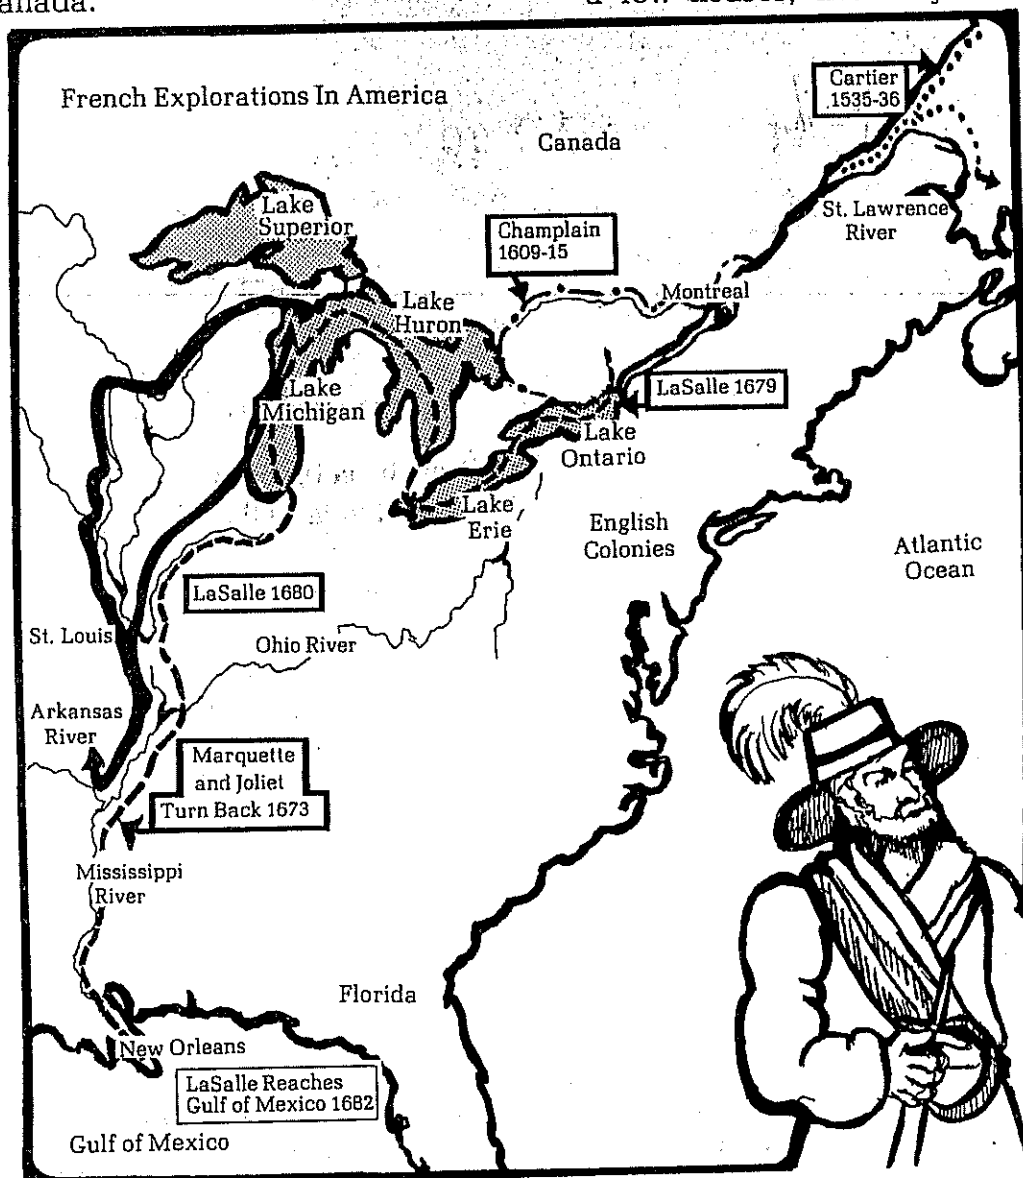 anada.
French Explorations In America
Canada
Cartier
1535-36
Lake
Superior
Champlain
1609-15
St. Lawrence
River
Montreal
Lake
Huron
LaSalle 1679
Lake
Michigan
Lake
Ontario
Lake
Erie
English
Colonies
Atlantic
Ocean
LaSalle 1680
St. Louis
Ohio River
Arkansas
River
Marquette
and Joliet
Turn Back 1673
Mississippi
River
Florida
New Orleans
LaSalle Reaches
Gulf of Mexico 1682
Gulf of Mexico